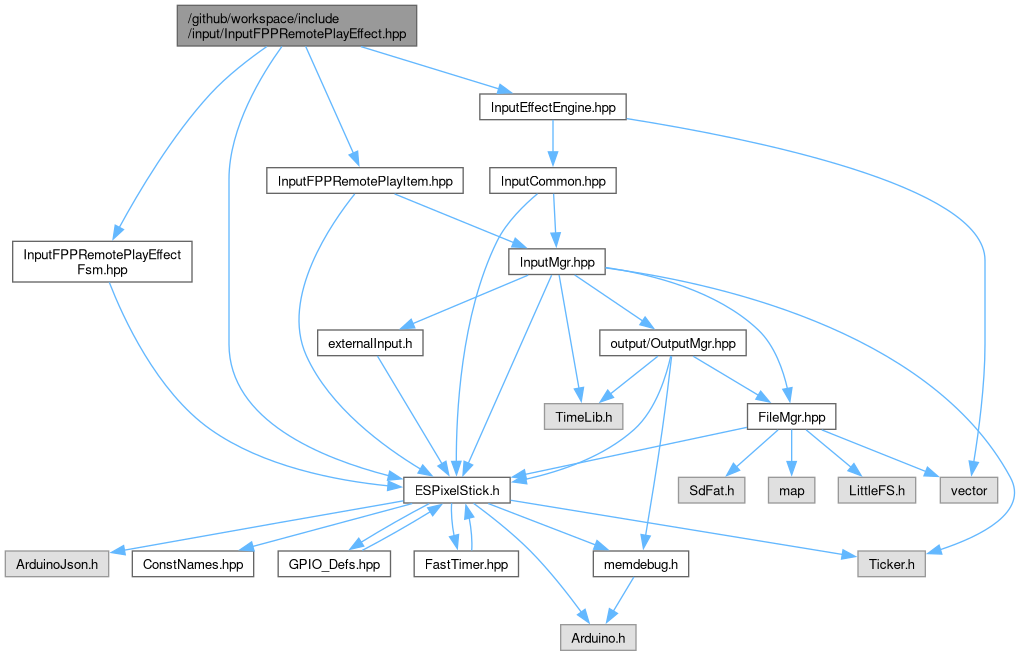 /github/workspace/include
/input/InputFPPRemotePlayEffect.hpp
InputEffectEngine.hpp
InputFPPRemotePlayItem.hpp
InputCommon.hpp
InputFPPRemotePlayEffect
Fsm.hpp
InputMgr.hpp
externalInput.h
output/OutputMgr.hpp
TimeLib.h
FileMgr.hpp
ESPixelStick.h
SdFat.h
map
LittleFS.h
vector
ArduinoJson.h
ConstNames.hpp
GPIO_Defs.hpp
FastTimer.hpp
memdebug.h
Ticker.h
Arduino.h